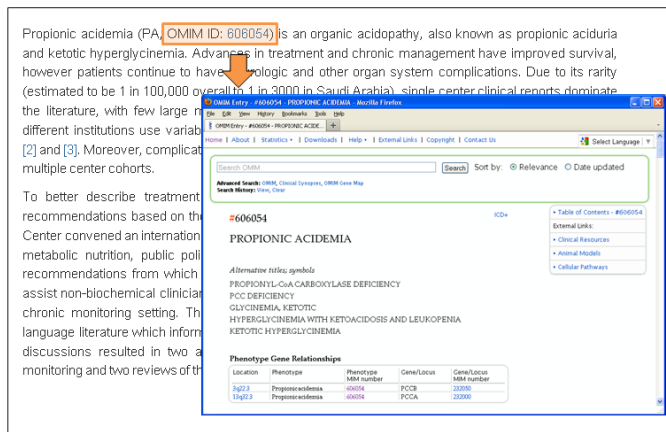 Propionic acidemia (PA, OMIM ID: 606054) is an organic acidopathy, also known as propionic aciduria
and ketotic hyperglycinemia. Advances in treatment and chronic management have improved survival,
however patients continue to have logic and other organ system complications. Due to its rarity
(estimated to be 1 in 100,000 overall to 1 in 3000 in Saudi Arabia), single center clinical reports dominate
the literature, with few large
different institutions use variab
[2] and [3]. Moreover, complicat
multiple center cohorts.
To better describe treatment
recommendations based on the
Center convened an internation
metabolic nutrition, public poli
recommendations from which
assist non-biochemical clinician
chronic monitoring setting. Th
language literature which inform
discussions resulted in two a
monitoring and two reviews of th
OMIM Entry - #606054 - PROPIONIC ACIDEMIA - Mozilla Firefox
File Edit View History Bookmarks Tools Help
OMIM Entry - #606054 - PROPIONIC ACIDE... +
Home | About | Statistics | Downloads | Help | External Links | Copyright | Contact Us
Select Language
Search OMIM Search Sort by: Relevance Date updated
Advanced Search: OMIM, Clinical Synopses, OMIM Gene Map
Search History: View, Clear
#606054 ICD+
PROPIONIC ACIDEMIA
Table of Contents - #606054
External Links:
Clinical Resources
Animal Models
Cellular Pathways
Alternative titles; symbols
PROPIONYL-CoA CARBOXYLASE DEFICIENCY
PCC DEFICIENCY
GLYCINEMIA, KETOTIC
HYPERGLYCINEMIA WITH KETOACIDOSIS AND LEUKOPENIA
KETOTIC HYPERGLYCINEMIA
Phenotype Gene Relationships
Location Phenotype Phenotype MIM number Gene/Locus Gene/Locus MIM number
3q22.3 Propionicacidemia 606054 PCCB 232050
13q32.3 Propionicacidemia 606054 PCCA 232000